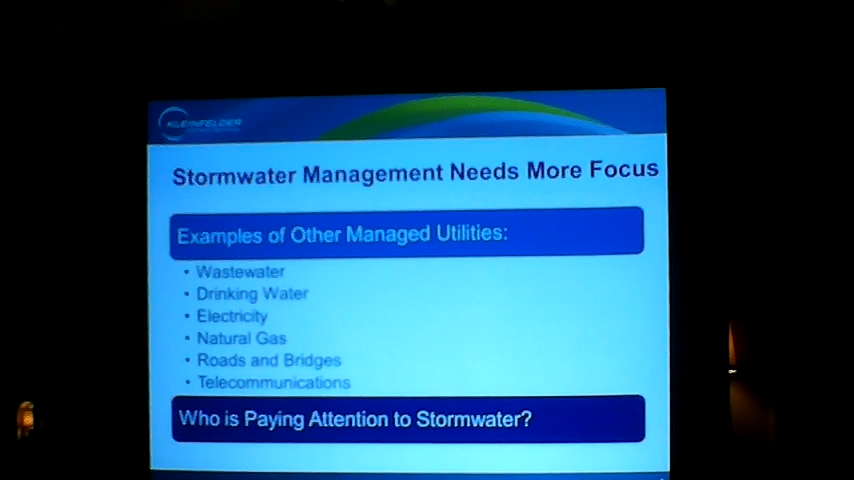 KLEINFELDER
Stormwater Management Needs More Focus
Examples of Other Managed Utilities:
• Wastewater
• Drinking Water
• Electricity
• Natural Gas
• Roads and Bridges
• Telecommunications
Who is Paying Attention to Stormwater?